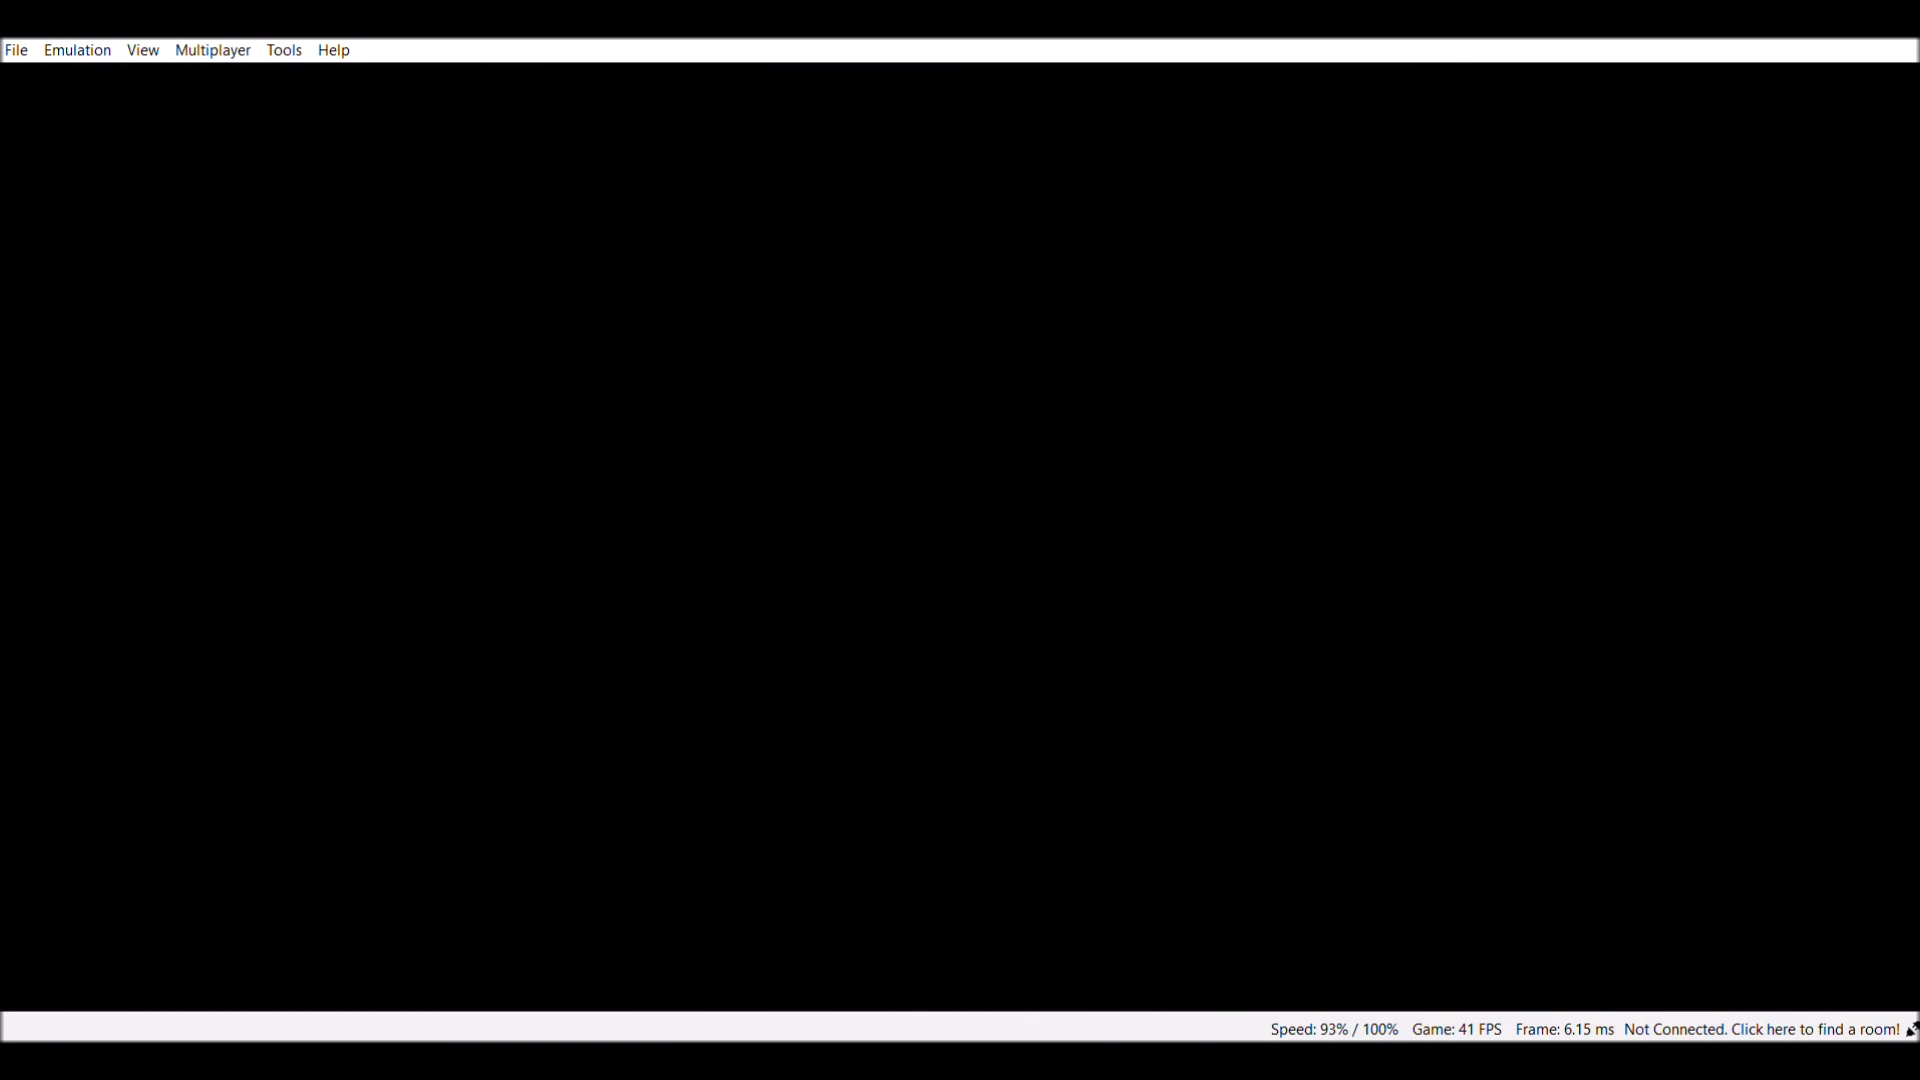 File Emulation View Multiplayer Tools Help
Speed: 93% / 100% Game: 41 FPS Frame: 6.15 ms Not Connected. Click here to find a room!